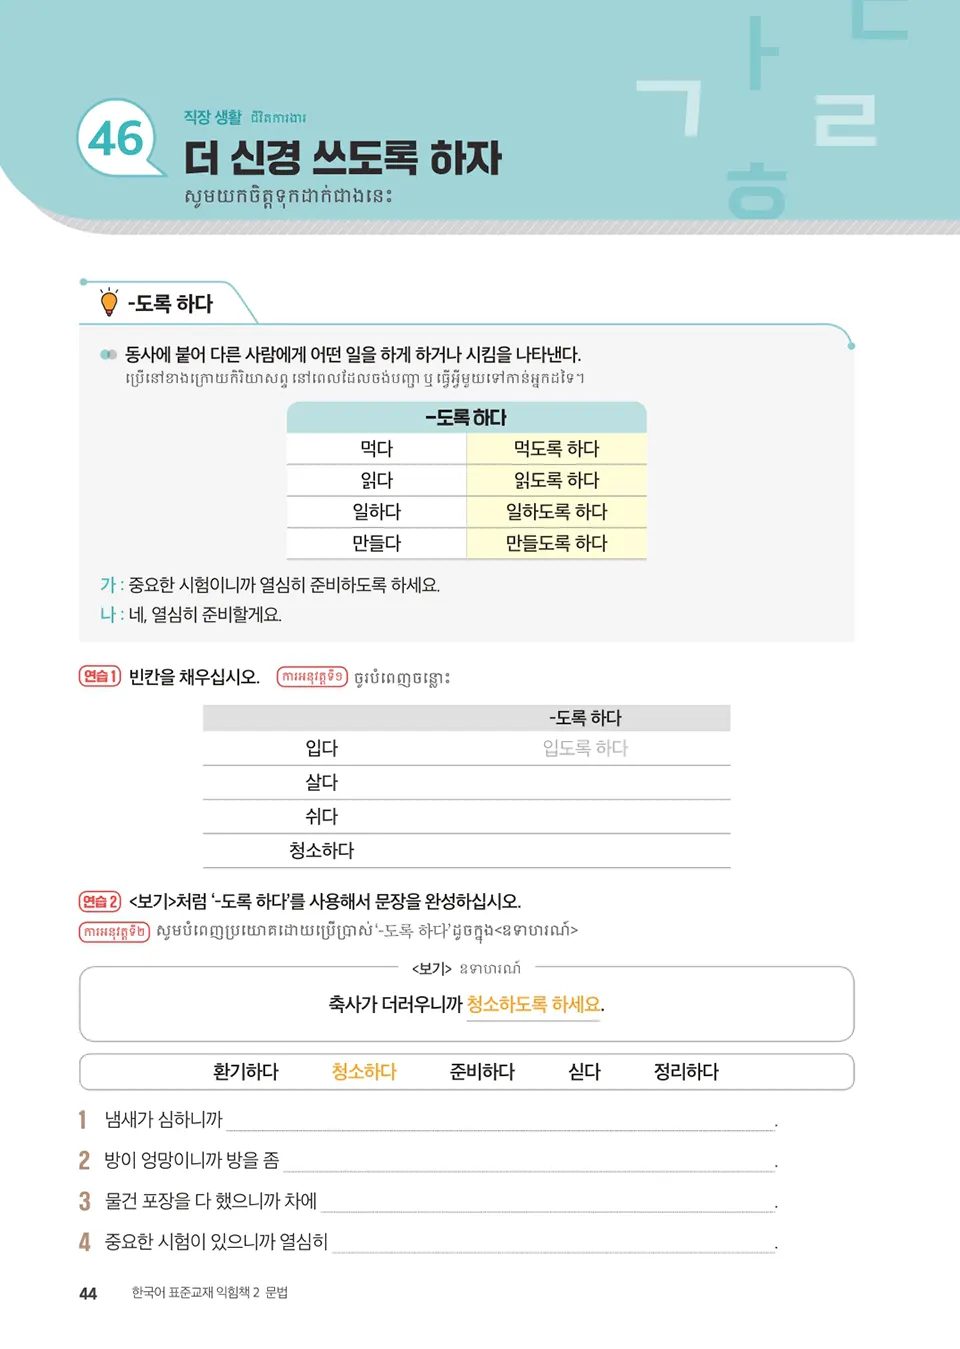 46
직장 생활 ជីវិតការងារ
더 신경 쓰도록 하자
សូមយកចិត្តទុកដាក់ជាងនេះ
ㄱ ㅏ ㄷ ㄹ ㅎ
-도록 하다
동사에 붙어 다른 사람에게 어떤 일을 하게 하거나 시킴을 나타낸다.
ប្រើនៅខាងក្រោយកិរិយាសព្ទ នៅពេលដែលចង់បញ្ជា ឬ ធ្វើអ្វីមួយទៅកាន់អ្នកដទៃ។
-도록 하다
먹다 먹도록 하다
읽다 읽도록 하다
일하다 일하도록 하다
만들다 만들도록 하다
가 : 중요한 시험이니까 열심히 준비하도록 하세요.
나 : 네, 열심히 준비할게요.
연습 1 빈칸을 채우십시오. ការអនុវត្តទី១ ចូរបំពេញចន្លោះ
-도록 하다
입다 입도록 하다
살다
쉬다
청소하다
연습 2 <보기>처럼 '-도록 하다'를 사용해서 문장을 완성하십시오.
ការអនុវត្តទី២ សូមបំពេញប្រយោគដោយប្រើប្រាស់ '-도록 하다' ដូចក្នុង<ឧទាហរណ៍>
<보기> ឧទាហរណ៍
축사가 더러우니까 청소하도록 하세요.
환기하다 청소하다 준비하다 싣다 정리하다
1 냄새가 심하니까 .
2 방이 엉망이니까 방을 좀 .
3 물건 포장을 다 했으니까 차에 .
4 중요한 시험이 있으니까 열심히 .
44 한국어 표준교재 익힘책 2 문법